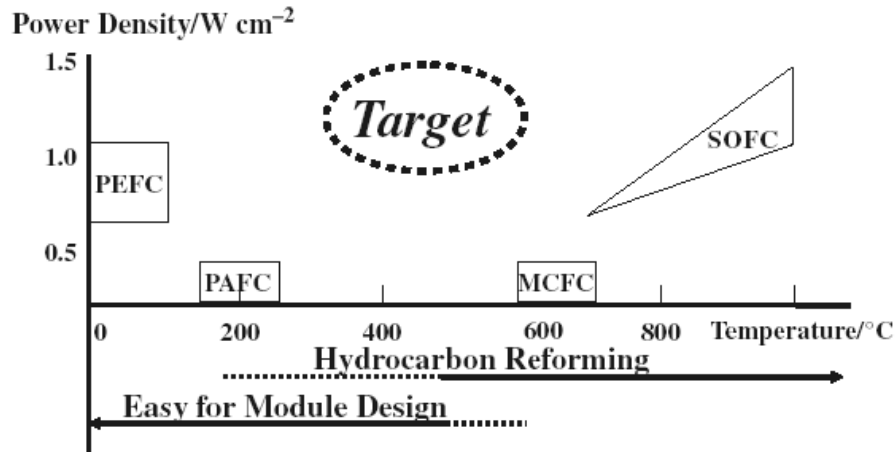 Power Density/W cm⁻²
1.5
Target
SOFC
1.0
PEFC
0.5
PAFC
MCFC
0 200 400 600 800 Temperature/°C
Hydrocarbon Reforming
Easy for Module Design